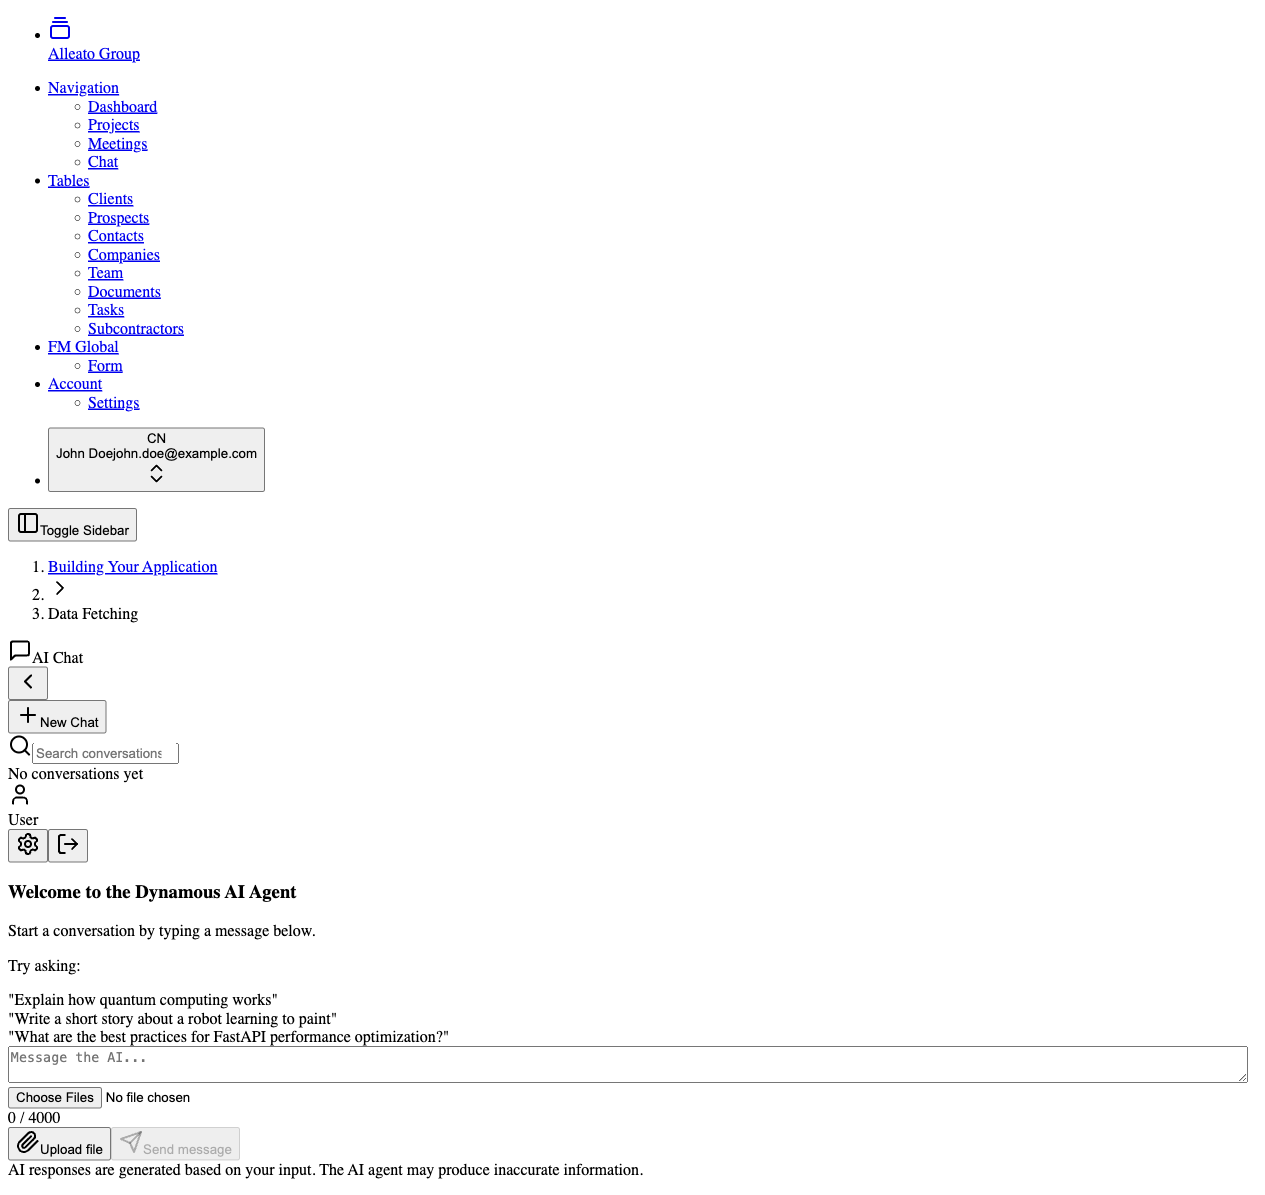 Alleato Group
Navigation
Dashboard
Projects
Meetings
Chat
Tables
Clients
Prospects
Contacts
Companies
Team
Documents
Tasks
Subcontractors
FM Global
Form
Account
Settings
CN
John Doejohn.doe@example.com
Toggle Sidebar
1. Building Your Application
2.
3. Data Fetching
AI Chat
New Chat
Search conversations
No conversations yet
User
Welcome to the Dynamous AI Agent
Start a conversation by typing a message below.
Try asking:
"Explain how quantum computing works"
"Write a short story about a robot learning to paint"
"What are the best practices for FastAPI performance optimization?"
Message the AI...
Choose Files No file chosen
0 / 4000
Upload file Send message
AI responses are generated based on your input. The AI agent may produce inaccurate information.